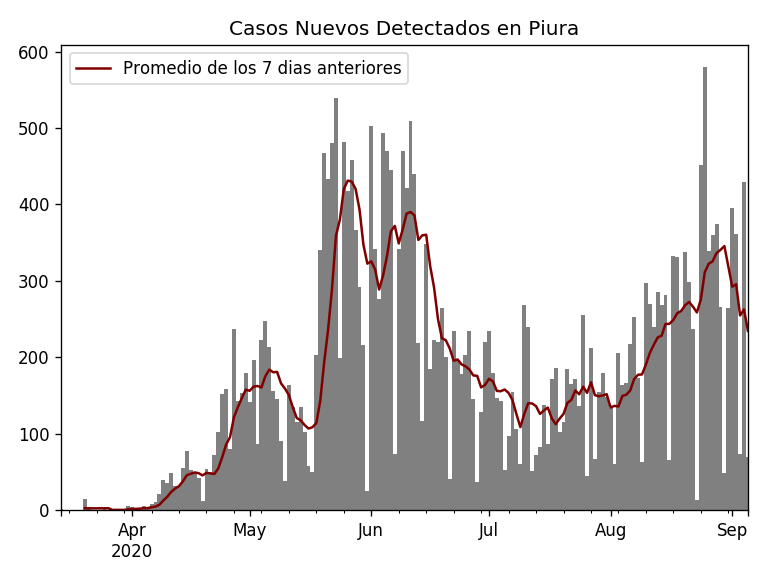 Casos Nuevos Detectados en Piura
Promedio de los 7 dias anteriores
600
500
400
300
200
100
0
Apr May Jun Jul Aug Sep
2020